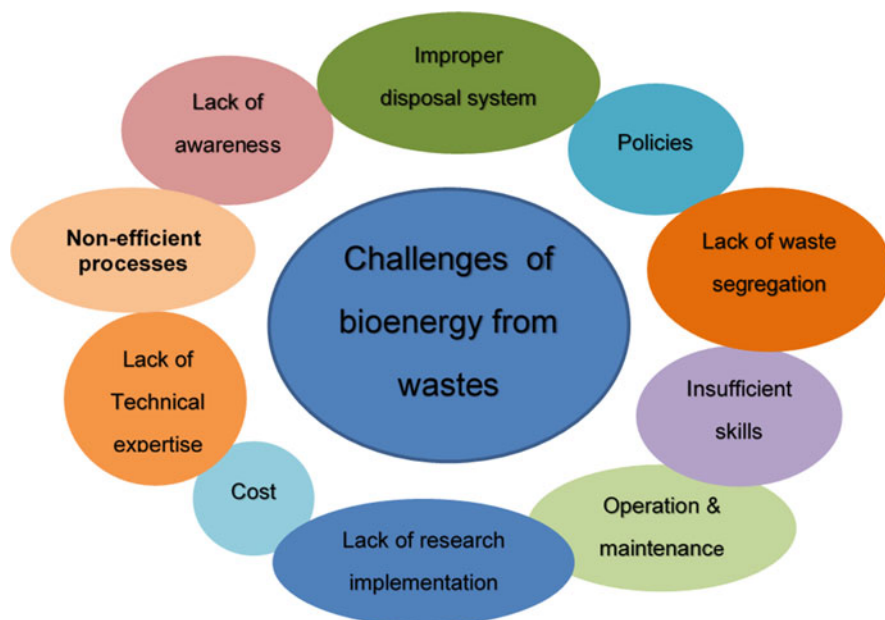 Improper
disposal system
Policies
Lack of waste
segregation
Insufficient
skills
Operation &
maintenance
Lack of research
implementation
Cost
Lack of
Technical
expertise
Non-efficient
processes
Lack of
awareness
Challenges of
bioenergy from
wastes